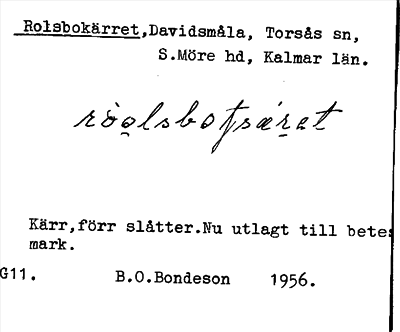 Rolsbokärret,Davidsmåla, Torsås sn,
S.Möre hd, Kalmar län.
Kärr,förr slåtter.Nu utlagt till bete
mark.
G11. B.O.Bondeson 1956.